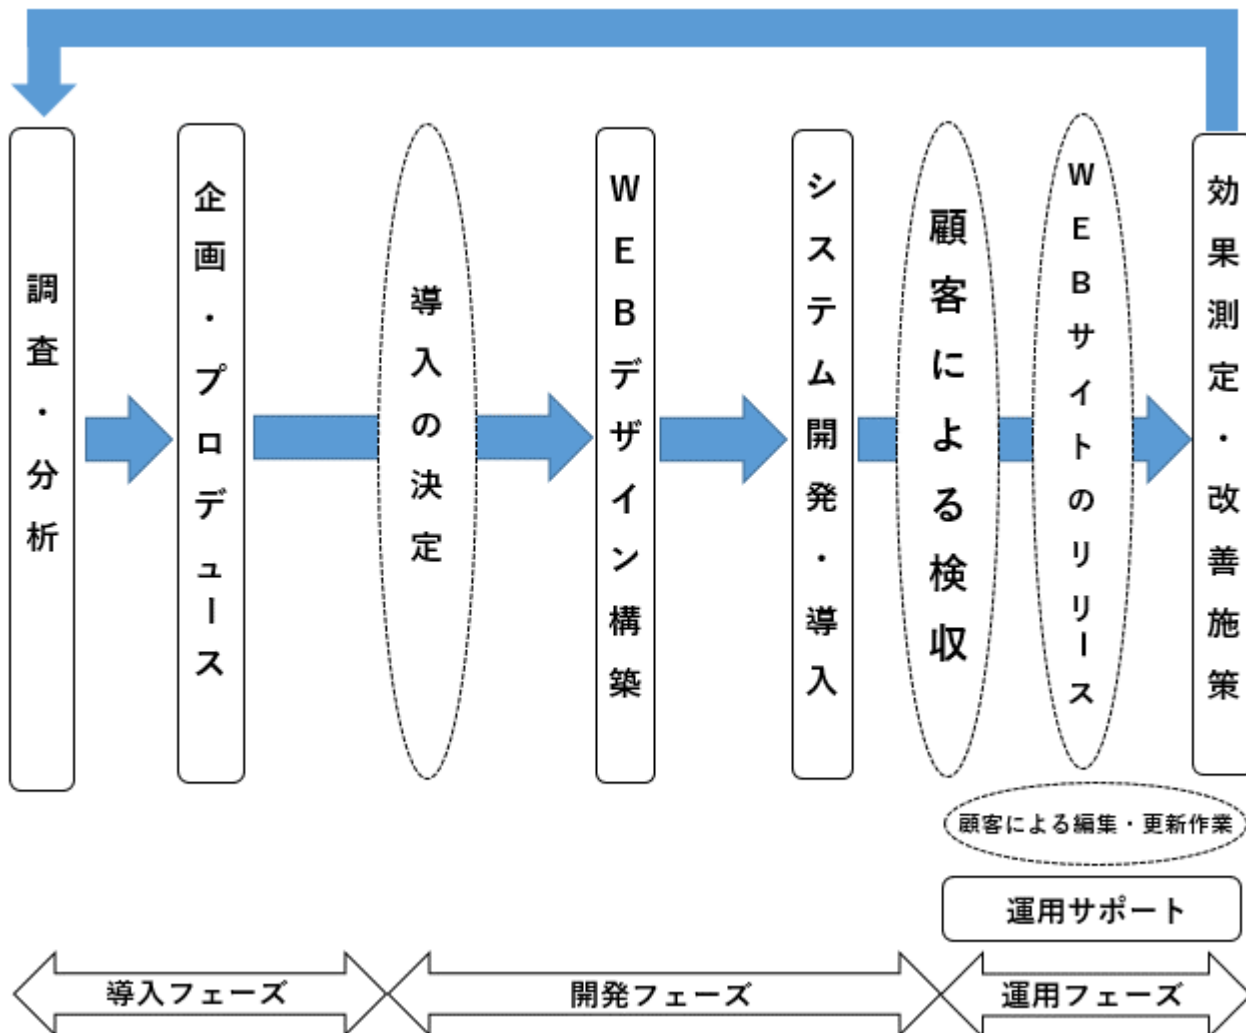 調査・分析
企画・プロデュース
導入の決定
WEBデザイン構築
システム開発・導入
顧客による検収
WEBサイトのリリース
効果測定・改善施策
顧客による編集・更新作業
運用サポート
導入フェーズ
開発フェーズ
運用フェーズ